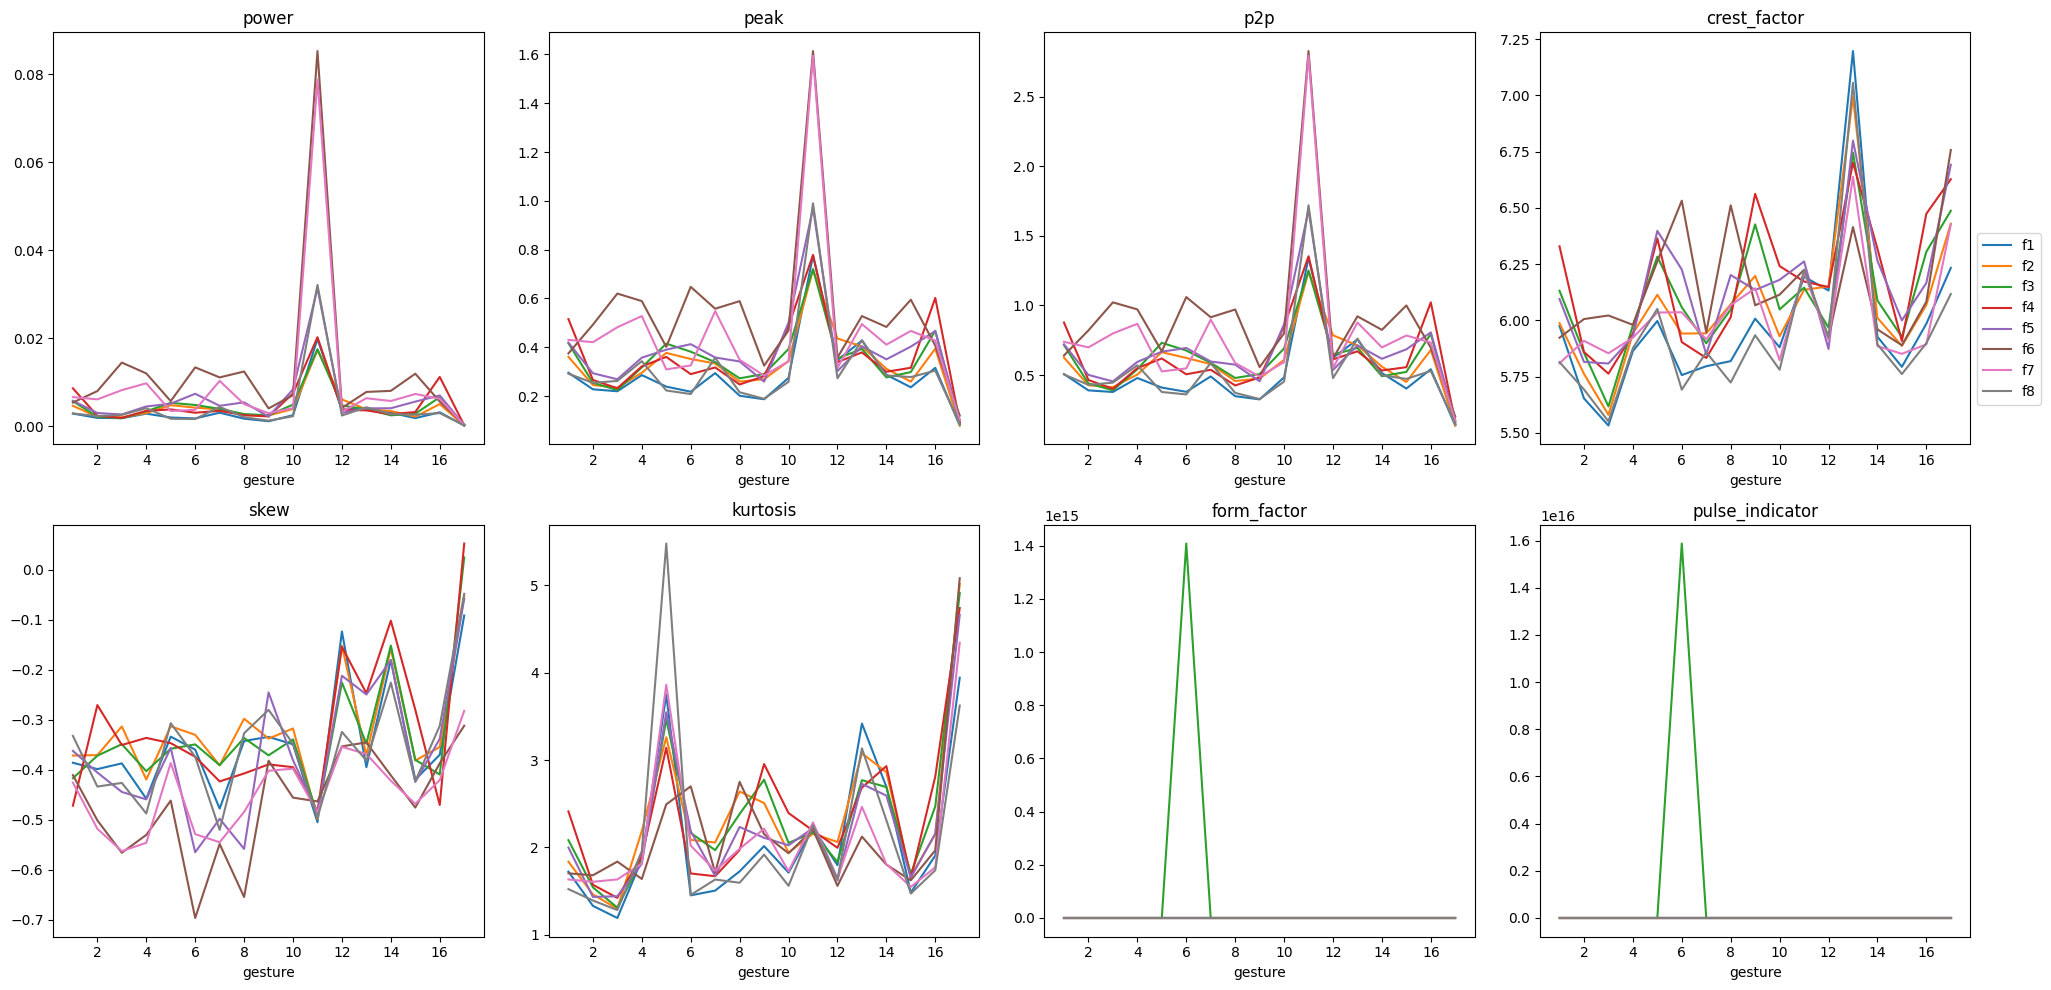 power
0.08
0.06
0.04
0.02
0.00
2 4 6 8 10 12 14 16
gesture
peak
1.6
1.4
1.2
1.0
0.8
0.6
0.4
0.2
2 4 6 8 10 12 14 16
gesture
p2p
2.5
2.0
1.5
1.0
0.5
2 4 6 8 10 12 14 16
gesture
crest_factor
7.25
7.00
6.75
6.50
6.25
6.00
5.75
5.50
2 4 6 8 10 12 14 16
gesture
f1
f2
f3
f4
f5
f6
f7
f8
skew
0.0
−0.1
−0.2
−0.3
−0.4
−0.5
−0.6
−0.7
2 4 6 8 10 12 14 16
gesture
kurtosis
5
4
3
2
1
2 4 6 8 10 12 14 16
gesture
form_factor
1e15
1.4
1.2
1.0
0.8
0.6
0.4
0.2
0.0
2 4 6 8 10 12 14 16
gesture
pulse_indicator
1e16
1.6
1.4
1.2
1.0
0.8
0.6
0.4
0.2
0.0
2 4 6 8 10 12 14 16
gesture